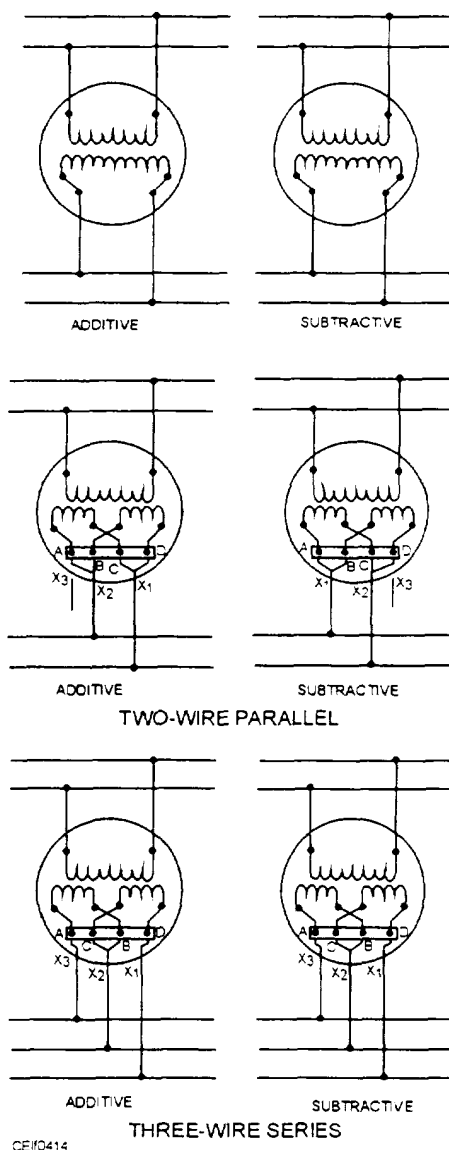 ADDITIVE SUBTRACTIVE
A B C D A B C D
X3 X2 X1 X1 X2 X3
ADDITIVE SUBTRACTIVE
TWO-WIRE PARALLEL
A C B D A C B D
X3 X2 X1 X3 X2 X1
ADDITIVE SUBTRACTIVE
THREE-WIRE SERIES